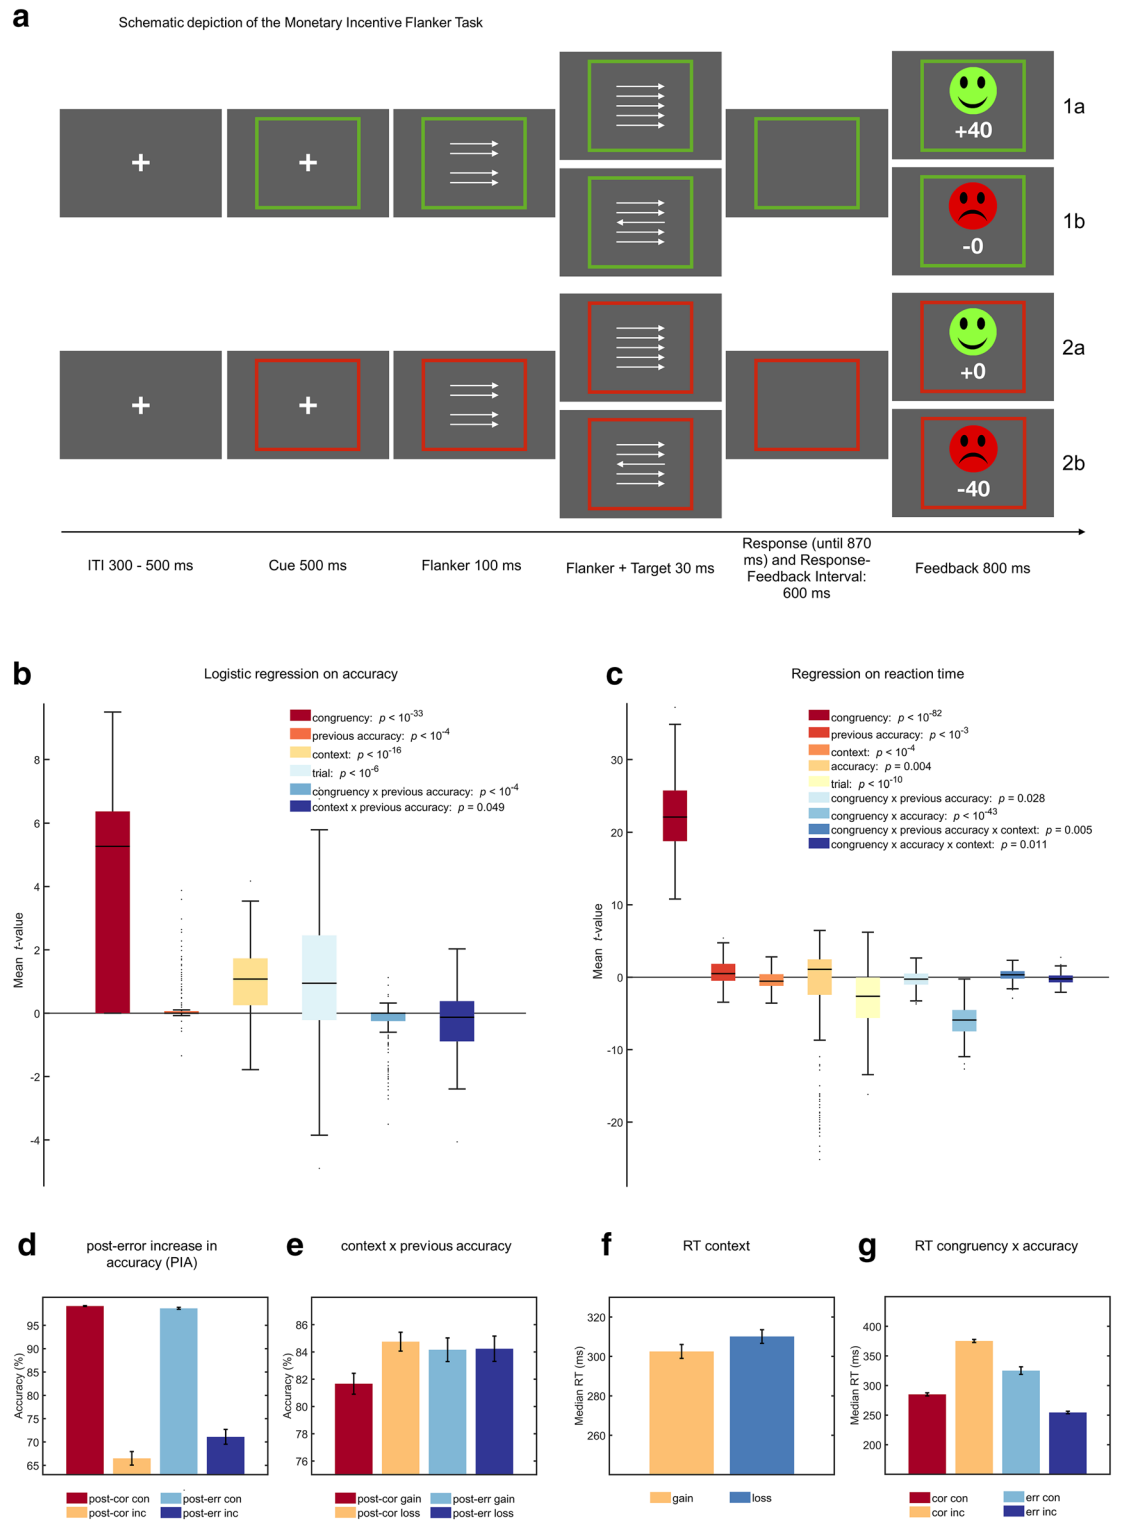 a
Schematic depiction of the Monetary Incentive Flanker Task
+40
1a
-0
1b
+0
2a
-40
2b
ITI 300 - 500 ms
Cue 500 ms
Flanker 100 ms
Flanker + Target 30 ms
Response (until 870
ms) and Response-
Feedback Interval:
600 ms
Feedback 800 ms
b
Logistic regression on accuracy
congruency: p < 10⁻³³
previous accuracy: p < 10⁻⁴
context: p < 10⁻¹⁶
trial: p < 10⁻⁶
congruency x previous accuracy: p < 10⁻⁴
context x previous accuracy: p = 0.049
Mean t-value
8
6
4
2
0
-2
-4
c
Regression on reaction time
congruency: p < 10⁻⁸²
previous accuracy: p < 10⁻³
context: p < 10⁻⁴
accuracy: p = 0.004
trial: p < 10⁻¹⁰
congruency x previous accuracy: p = 0.028
congruency x accuracy: p < 10⁻⁴³
congruency x previous accuracy x context: p = 0.005
congruency x accuracy x context: p = 0.011
Mean t-value
30
20
10
0
-10
-20
d
post-error increase in
accuracy (PIA)
Accuracy (%)
95
90
85
80
75
70
65
post-cor con
post-err con
post-cor inc
post-err inc
e
context x previous accuracy
Accuracy (%)
86
84
82
80
78
76
post-cor gain
post-err gain
post-cor loss
post-err loss
f
RT context
Median RT (ms)
320
300
280
260
gain
loss
g
RT congruency x accuracy
Median RT (ms)
400
350
300
250
200
cor con
err con
cor inc
err inc